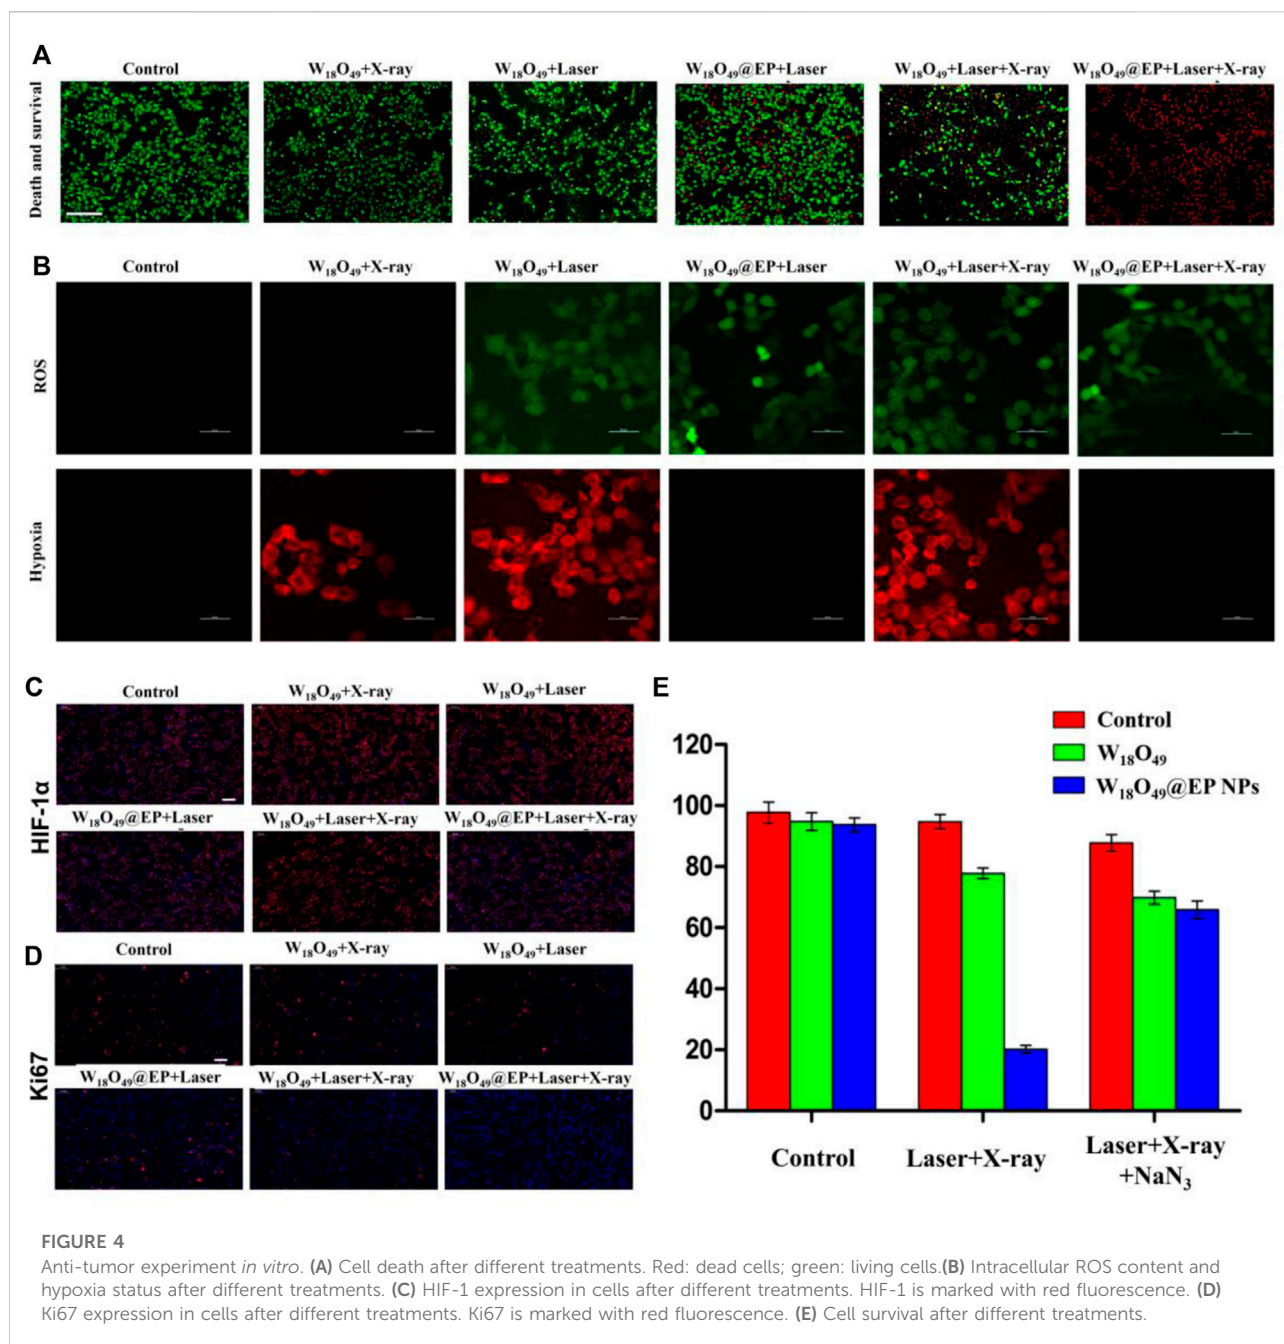 A
Control
W₁₈O₄₉+X-ray
W₁₈O₄₉+Laser
W₁₈O₄₉@EP+Laser
W₁₈O₄₉+Laser+X-ray
W₁₈O₄₉@EP+Laser+X-ray
Death and survival
B
Control
W₁₈O₄₉+X-ray
W₁₈O₄₉+Laser
W₁₈O₄₉@EP+Laser
W₁₈O₄₉+Laser+X-ray
W₁₈O₄₉@EP+Laser+X-ray
ROS
Hypoxia
C
Control
W₁₈O₄₉+X-ray
W₁₈O₄₉+Laser
W₁₈O₄₉@EP+Laser
W₁₈O₄₉+Laser+X-ray
W₁₈O₄₉@EP+Laser+X-ray
HIF-1α
D
Control
W₁₈O₄₉+X-ray
W₁₈O₄₉+Laser
W₁₈O₄₉@EP+Laser
W₁₈O₄₉+Laser+X-ray
W₁₈O₄₉@EP+Laser+X-ray
Ki67
E
Control
W₁₈O₄₉
W₁₈O₄₉@EP NPs
120
100
80
60
40
20
0
Control
Laser+X-ray
Laser+X-ray
+NaN₃
FIGURE 4
Anti-tumor experiment in vitro. (A) Cell death after different treatments. Red: dead cells; green: living cells.(B) Intracellular ROS content and
hypoxia status after different treatments. (C) HIF-1 expression in cells after different treatments. HIF-1 is marked with red fluorescence. (D)
Ki67 expression in cells after different treatments. Ki67 is marked with red fluorescence. (E) Cell survival after different treatments.